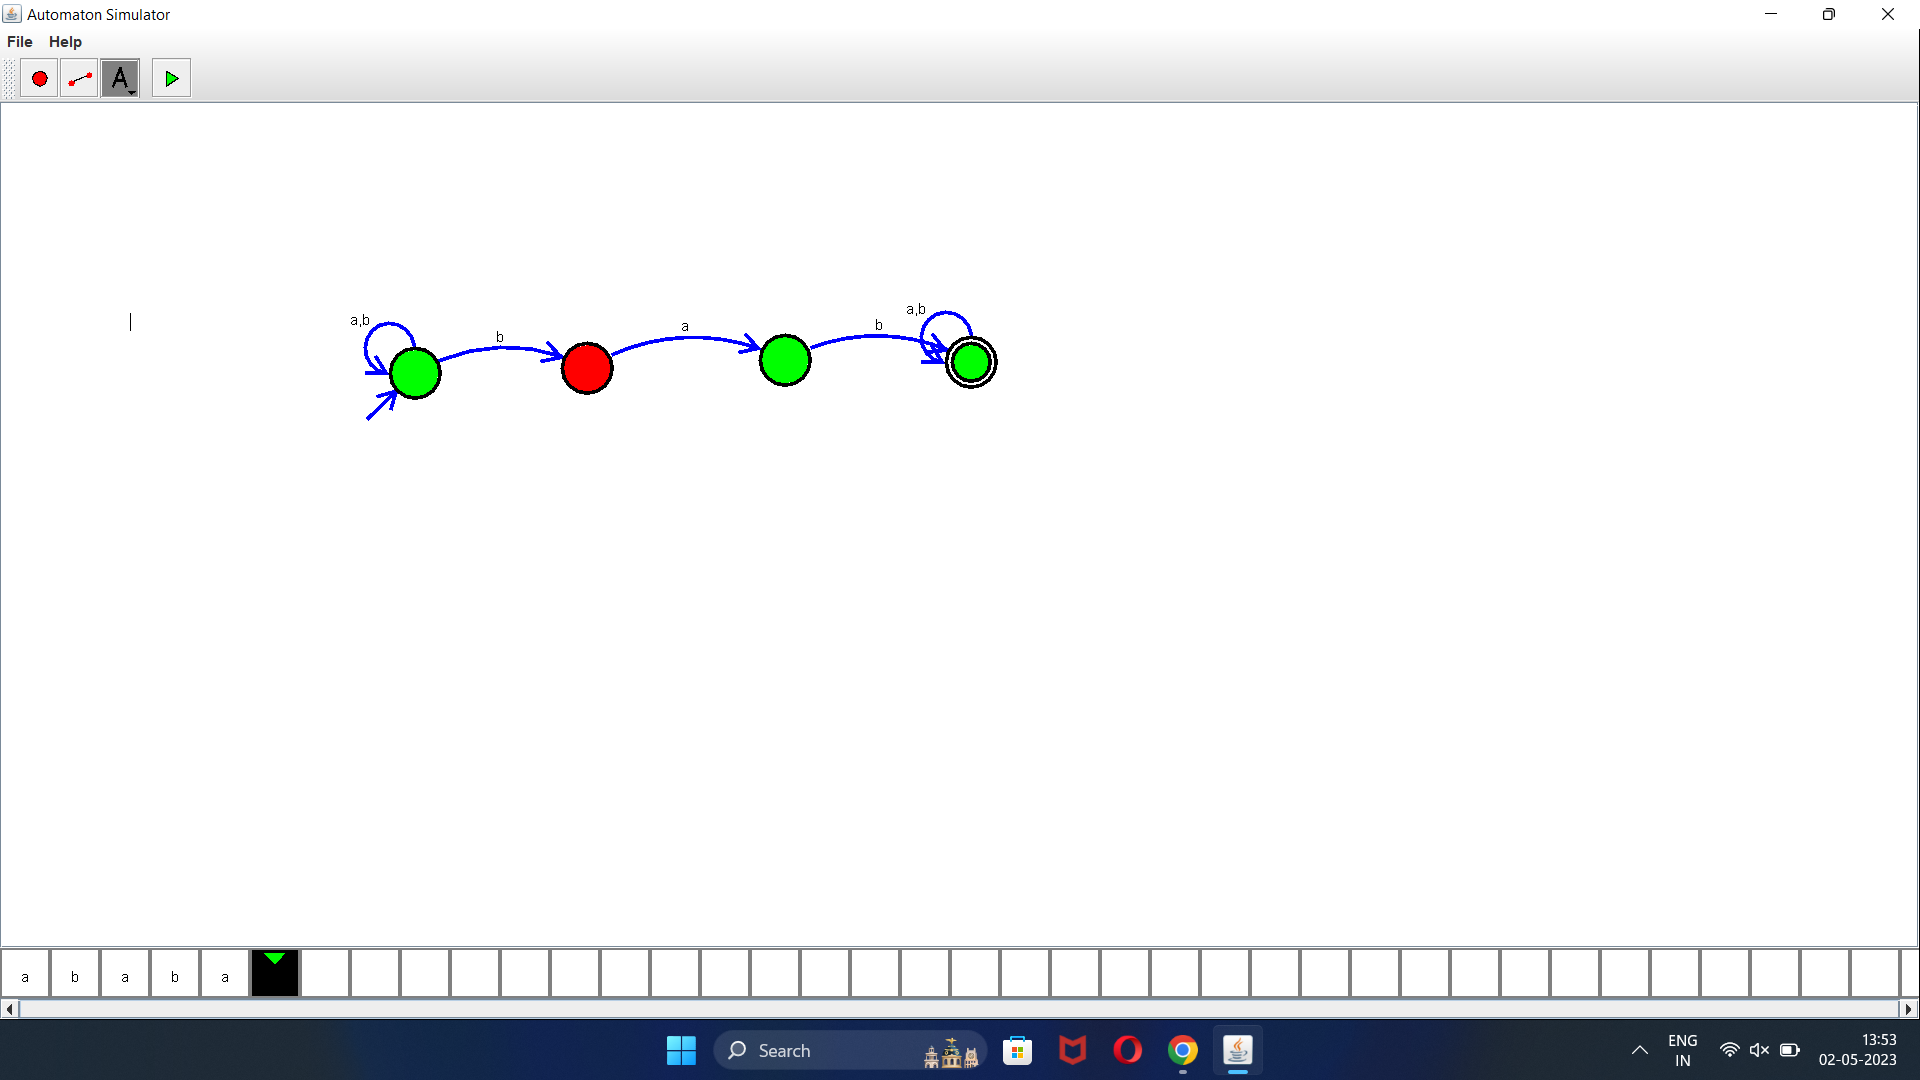 Automaton Simulator
File Help
A
a,b
b
a
b
a,b
a b a b a
Search
ENG
IN
13:53
02-05-2023